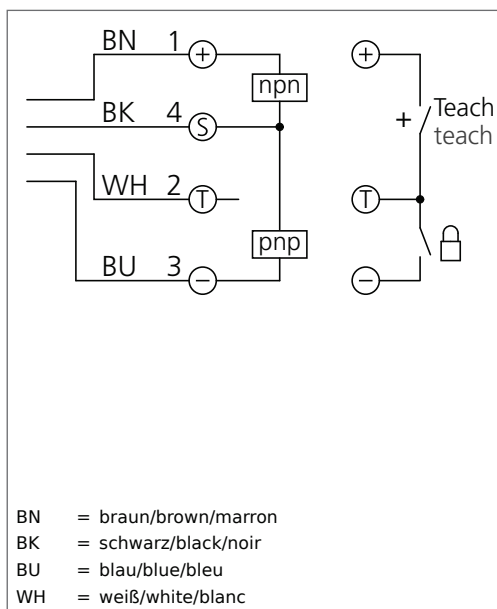 BN 1 + npn +
BK 4 S + Teach
teach
WH 2 T T
pnp
BU 3 − −
BN = braun/brown/marron
BK = schwarz/black/noir
BU = blau/blue/bleu
WH = weiß/white/blanc